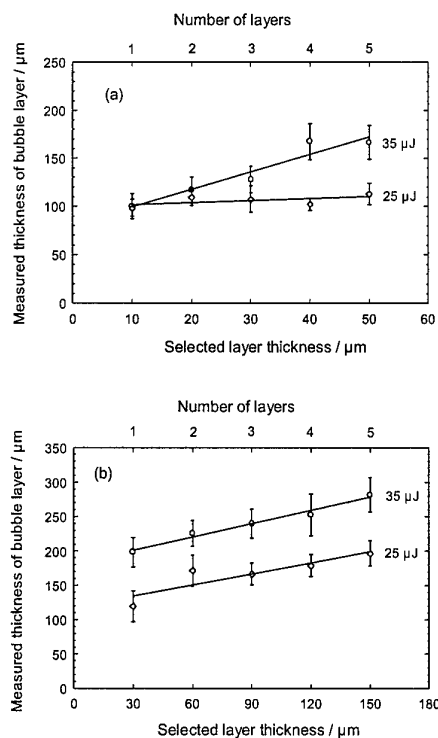 Number of layers
1 2 3 4 5
Measured thickness of bubble layer / µm
250
200
150
100
50
0
(a)
35 µJ
25 µJ
0 10 20 30 40 50 60
Selected layer thickness / µm
Number of layers
1 2 3 4 5
Measured thickness of bubble layer / µm
350
300
250
200
150
100
50
0
(b)
35 µJ
25 µJ
0 30 60 90 120 150 180
Selected layer thickness / µm